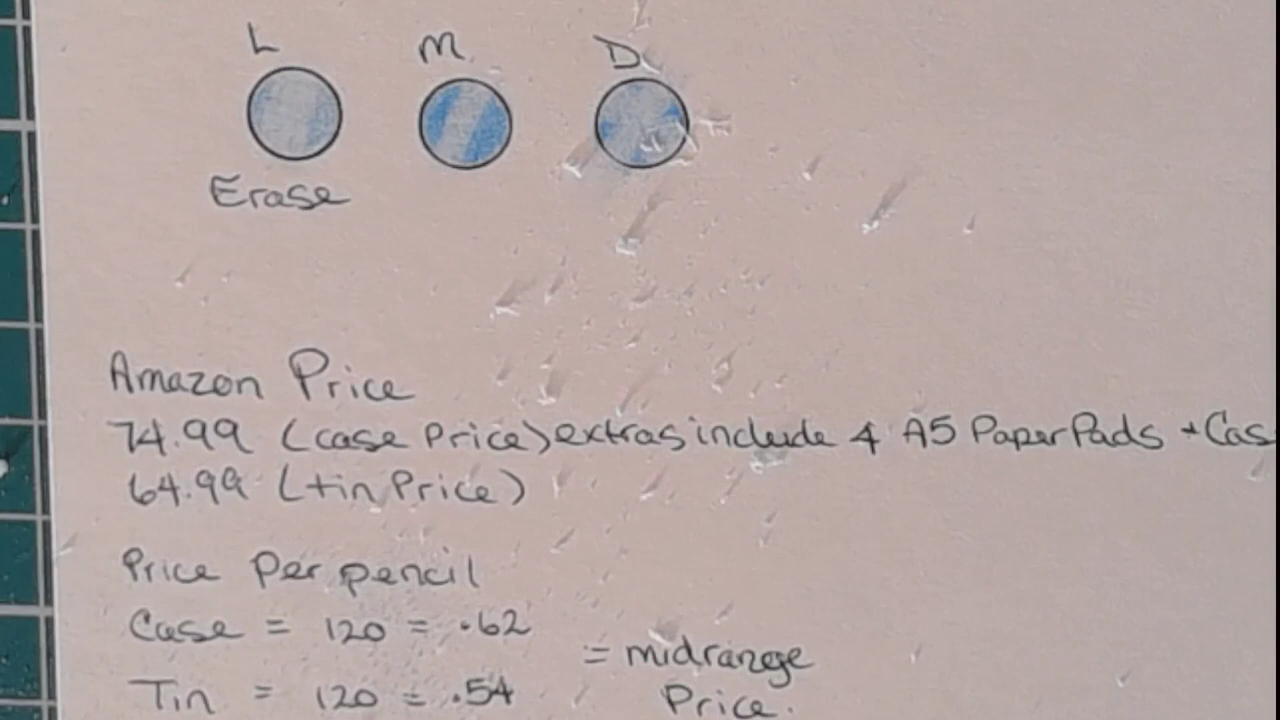 L M D
Erase
Amazon Price
74.99 (case Price) extras include 4 A5 Paper Pads + Cas
64.99 (tin Price)
Price Per pencil
Case = 120 = .62
= midrange
Tin = 120 = .54
Price.